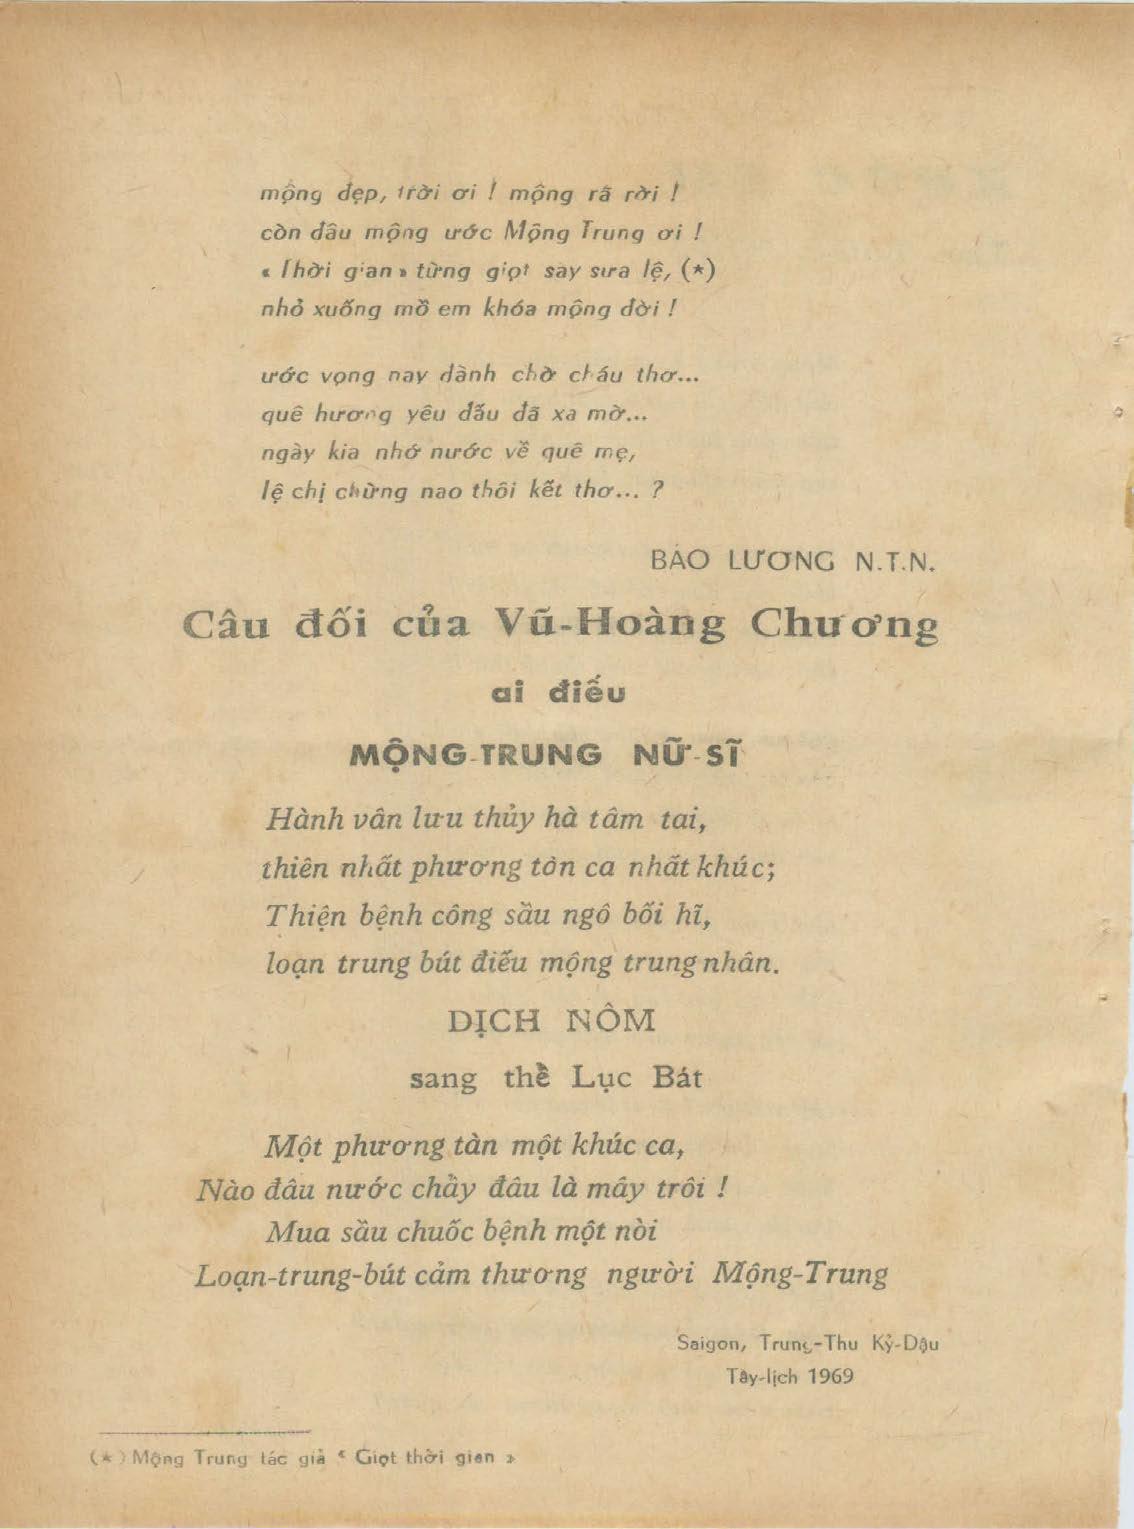 mộng đẹp, trời ơi ! mộng rã rời !
còn đâu mộng ước Mộng Trung ơi !
« Thời gian » từng giọt say sưa lệ, (*)
nhỏ xuống mồ em khóa mộng đời !
ước vọng nay dành chờ cháu thơ...
quê hương yêu dấu đã xa mờ...
ngày kia nhớ nước về quê mẹ,
lệ chị chừng nao thôi kết thơ... ?
BẢO LƯƠNG N.T.N.
Câu đối của Vũ-Hoàng Chương
ai điếu
MỘNG-TRUNG NỮ-SĨ
Hành vân lưu thủy hà tâm tai,
thiên nhất phương tồn ca nhất khúc;
Thiện bệnh công sầu ngô bối hĩ,
loạn trung bút điếu mộng trung nhân.
DỊCH NÔM
sang thể Lục Bát
Một phương tàn một khúc ca,
Nào đâu nước chảy đâu là mây trôi !
Mua sầu chuốc bệnh một nòi
Loạn-trung-bút cảm thương người Mộng-Trung
Saigon, Trung-Thu Kỷ-Dậu
Tây-lịch 1969
(*) Mộng Trung tác giả « Giọt thời gian »